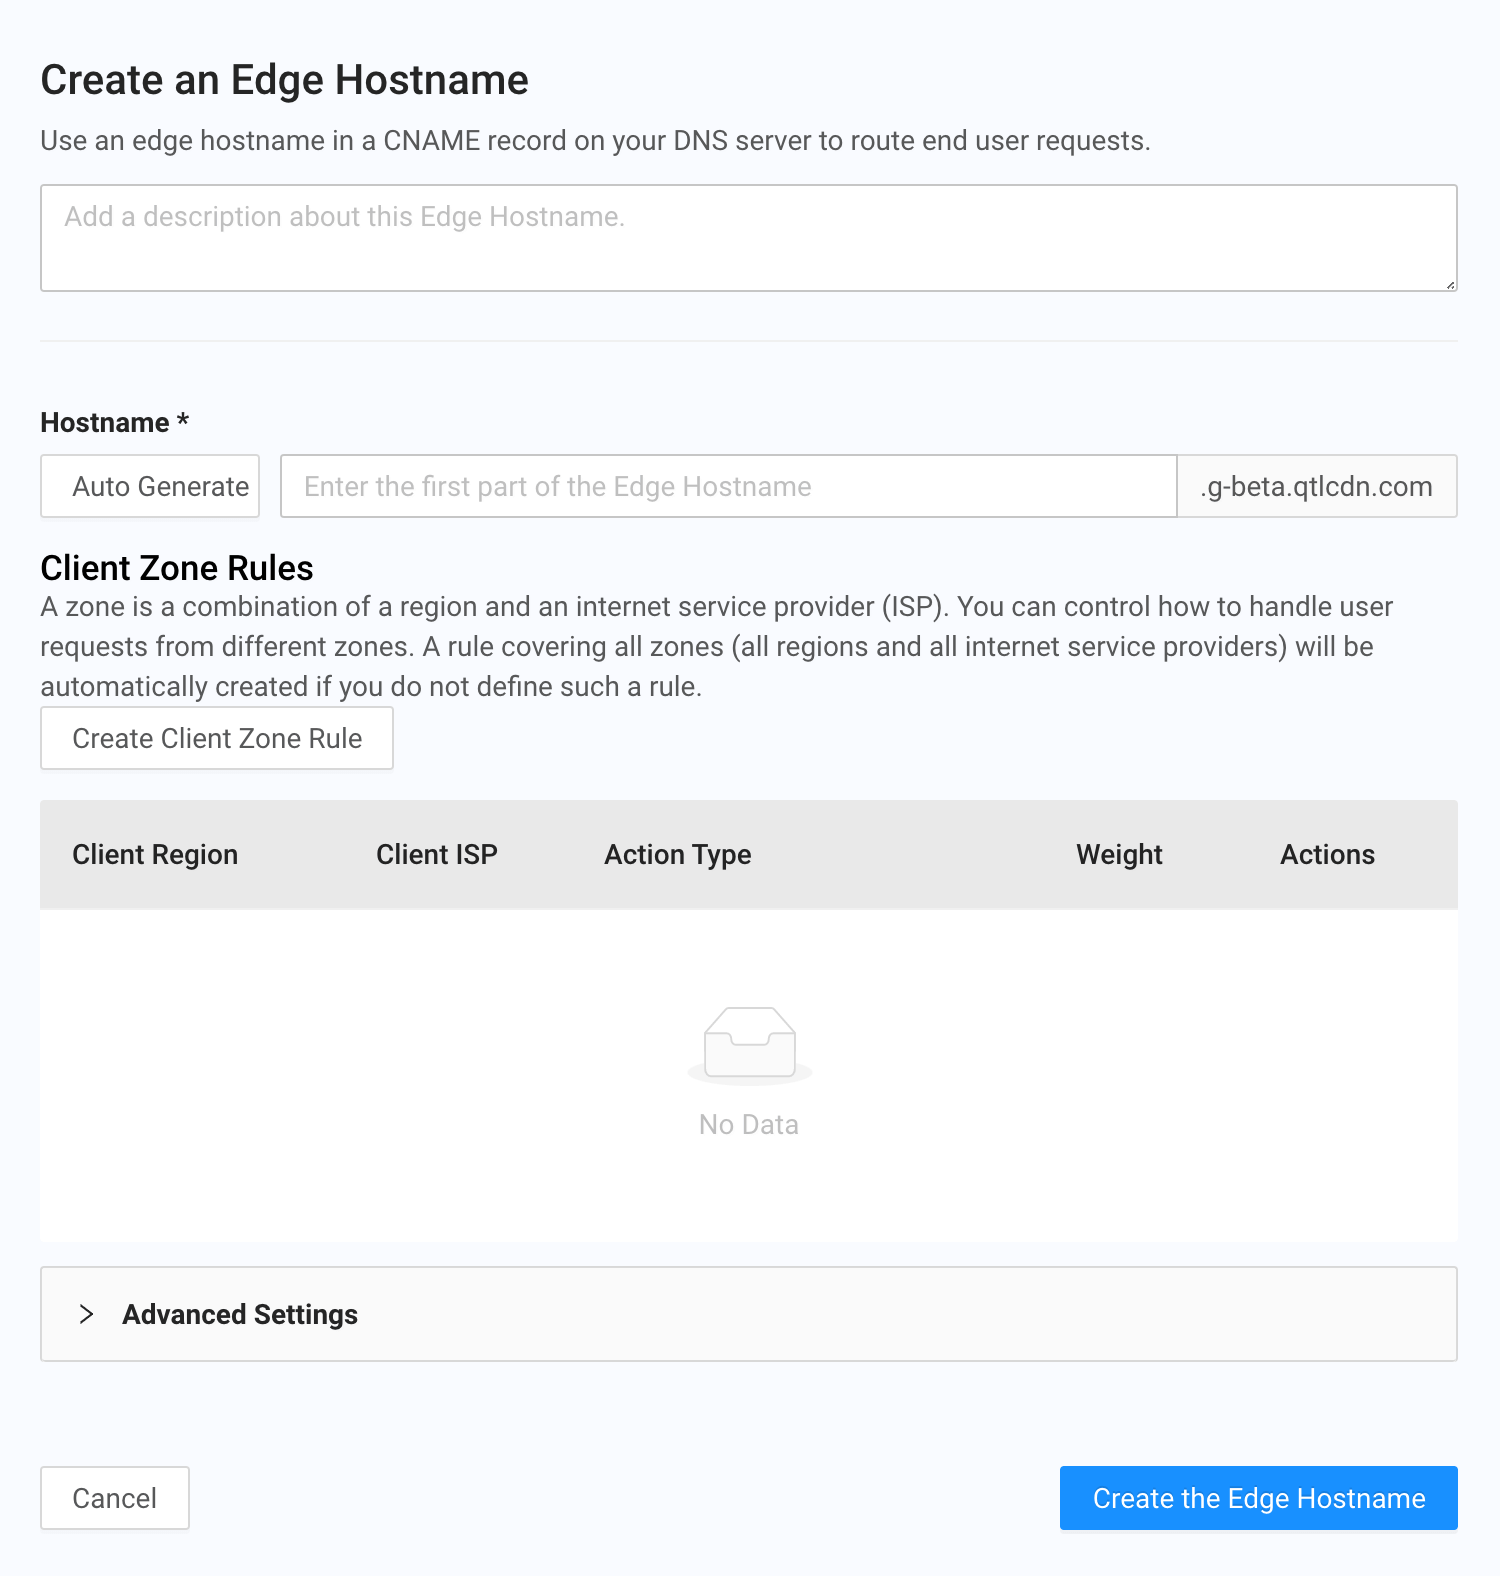 Create an Edge Hostname
Use an edge hostname in a CNAME record on your DNS server to route end user requests.
Add a description about this Edge Hostname.
Hostname *
Auto Generate
Enter the first part of the Edge Hostname
.g-beta.qtlcdn.com
Client Zone Rules
A zone is a combination of a region and an internet service provider (ISP). You can control how to handle user
requests from different zones. A rule covering all zones (all regions and all internet service providers) will be
automatically created if you do not define such a rule.
Create Client Zone Rule
Client Region Client ISP Action Type Weight Actions
No Data
Advanced Settings
Cancel
Create the Edge Hostname